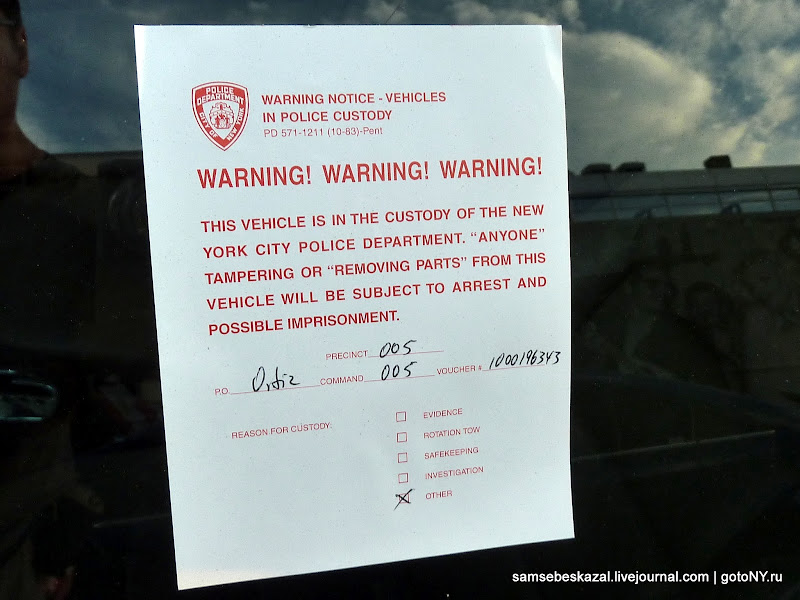 POLICE
DEPARTMENT
CITY OF NEW YORK
WARNING NOTICE - VEHICLES
IN POLICE CUSTODY
PD 571-1211 (10-83)-Pent
WARNING! WARNING! WARNING!
THIS VEHICLE IS IN THE CUSTODY OF THE NEW
YORK CITY POLICE DEPARTMENT. “ANYONE”
TAMPERING OR “REMOVING PARTS” FROM THIS
VEHICLE WILL BE SUBJECT TO ARREST AND
POSSIBLE IMPRISONMENT.
PRECINCT 005
P.O. Ortiz COMMAND 005 VOUCHER # 1000196343
REASON FOR CUSTODY:
EVIDENCE
ROTATION TOW
SAFEKEEPING
INVESTIGATION
OTHER
samsebeskazal.livejournal.com | gotoNY.ru